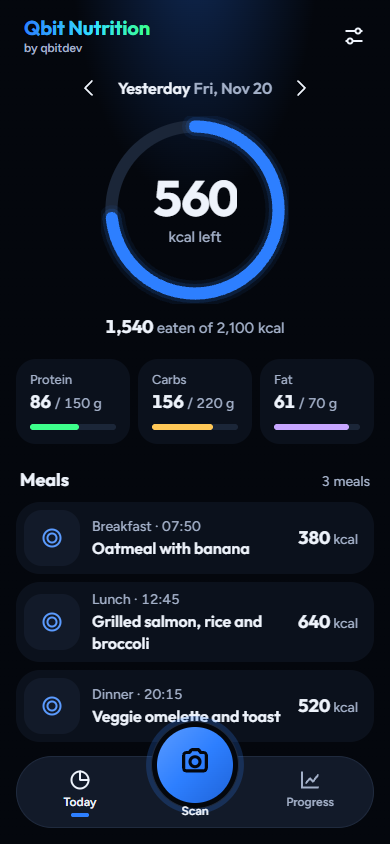 Qbit Nutrition
by qbitdev
Yesterday Fri, Nov 20
560
kcal left
1,540 eaten of 2,100 kcal
Protein
86 / 150 g
Carbs
156 / 220 g
Fat
61 / 70 g
Meals
3 meals
Breakfast · 07:50
Oatmeal with banana
380 kcal
Lunch · 12:45
Grilled salmon, rice and
broccoli
640 kcal
Dinner · 20:15
Veggie omelette and toast
520 kcal
Today
Scan
Progress